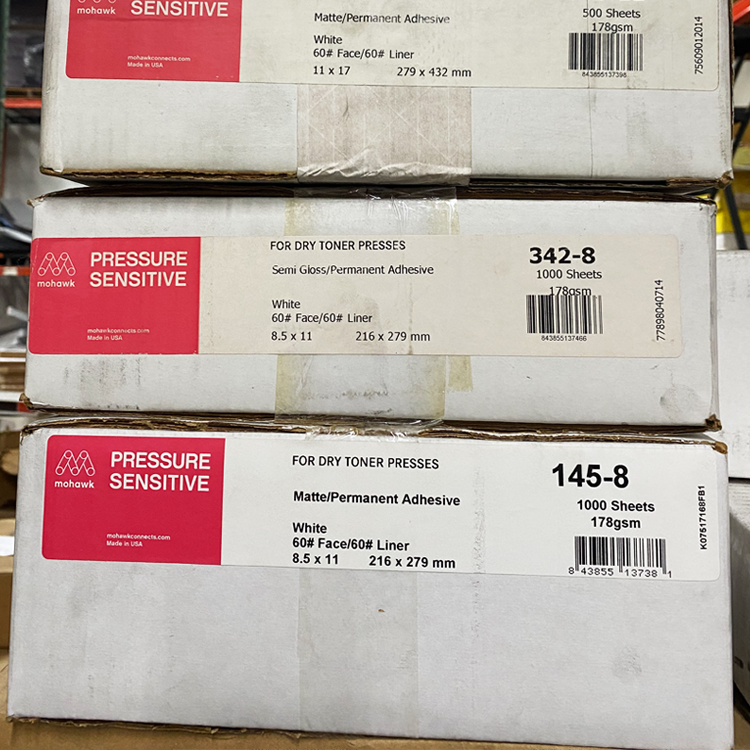 mohawk
PRESSURE
SENSITIVE
mohawkconnects.com
Made in USA
Matte/Permanent Adhesive
White
60# Face/60# Liner
11 x 17 279 x 432 mm
500 Sheets
178gsm
843855137398
75609012014
mohawk
PRESSURE
SENSITIVE
mohawkconnects.com
Made in USA
FOR DRY TONER PRESSES
Semi Gloss/Permanent Adhesive
White
60# Face/60# Liner
8.5 x 11 216 x 279 mm
342-8
1000 Sheets
178gsm
843855137466
77898040714
mohawk
PRESSURE
SENSITIVE
mohawkconnects.com
Made in USA
FOR DRY TONER PRESSES
Matte/Permanent Adhesive
White
60# Face/60# Liner
8.5 x 11 216 x 279 mm
145-8
1000 Sheets
178gsm
8 43855 13738 1
K07517168FB1